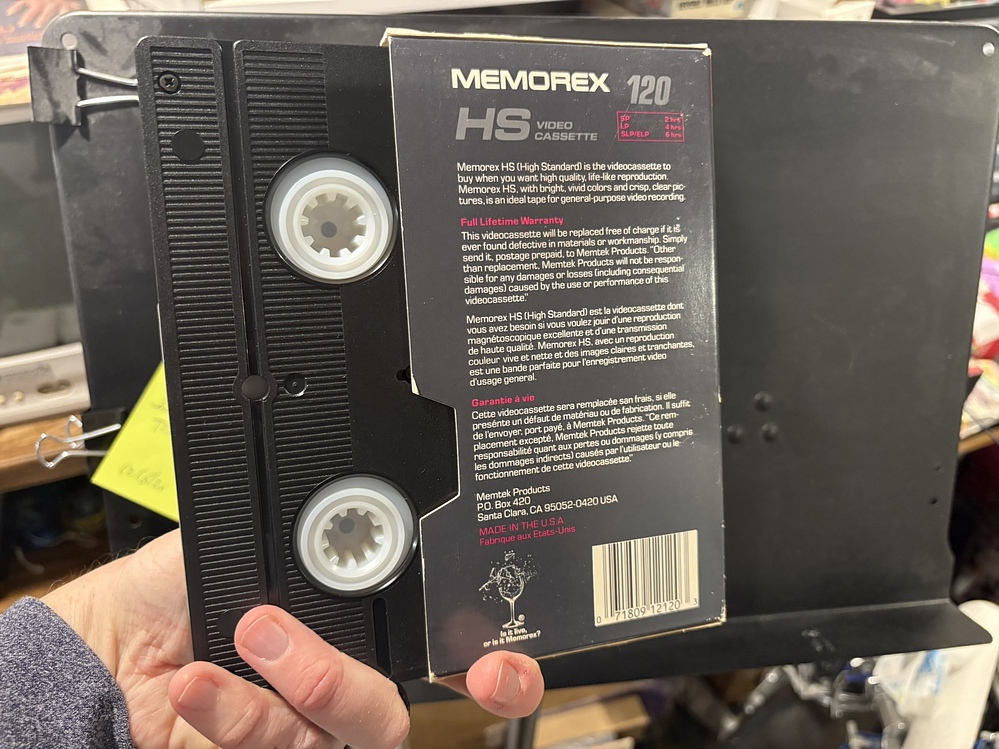 MEMOREX 120
HS VIDEO CASSETTE
SP 2 hrs
LP 4 hrs
SLP/ELP 6 hrs
Memorex HS (High Standard) is the videocassette to
buy when you want high quality, life-like reproduction.
Memorex HS, with bright, vivid colors and crisp, clear pic-
tures, is an ideal tape for general-purpose video recording.
Full Lifetime Warranty
This videocassette will be replaced free of charge if it is
ever found defective in materials or workmanship. Simply
send it, postage prepaid, to Memtek Products. "Other
than replacement, Memtek Products will not be respon-
sible for any damages or losses (including consequential
damages) caused by the use or performance of this
videocassette."
Memorex HS (High Standard) est la videocassette dont
vous avez besoin si vous voulez jouir d'une reproduction
magnétoscopique excellente et d'une transmission
de haute qualité. Memorex HS, avec un reproduction
couleur vive et nette et des images claires et tranchantes,
est une bande parfaite pour l'enregistrement video
d'usage general.
Garantie à vie
Cette videocassette sera remplacée san frais, si elle
presénte un défaut de matériau ou de fabrication. Il suffit
de l'envoyer, port payé, à Memtek Products. "Ce rem-
placement excepté, Memtek Products rejette toute
responsabilité quant aux pertes ou dommages (y compris
les dommages indirects) causés par l'utilisateur ou le
fonctionnement de cette videocassette."
Memtek Products
P.O. Box 420
Santa Clara, CA 95052-0420 USA
MADE IN THE U.S.A.
Fabrique aux Etats-Unis
Is it live,
or is it Memorex?
0 71809 12120 3